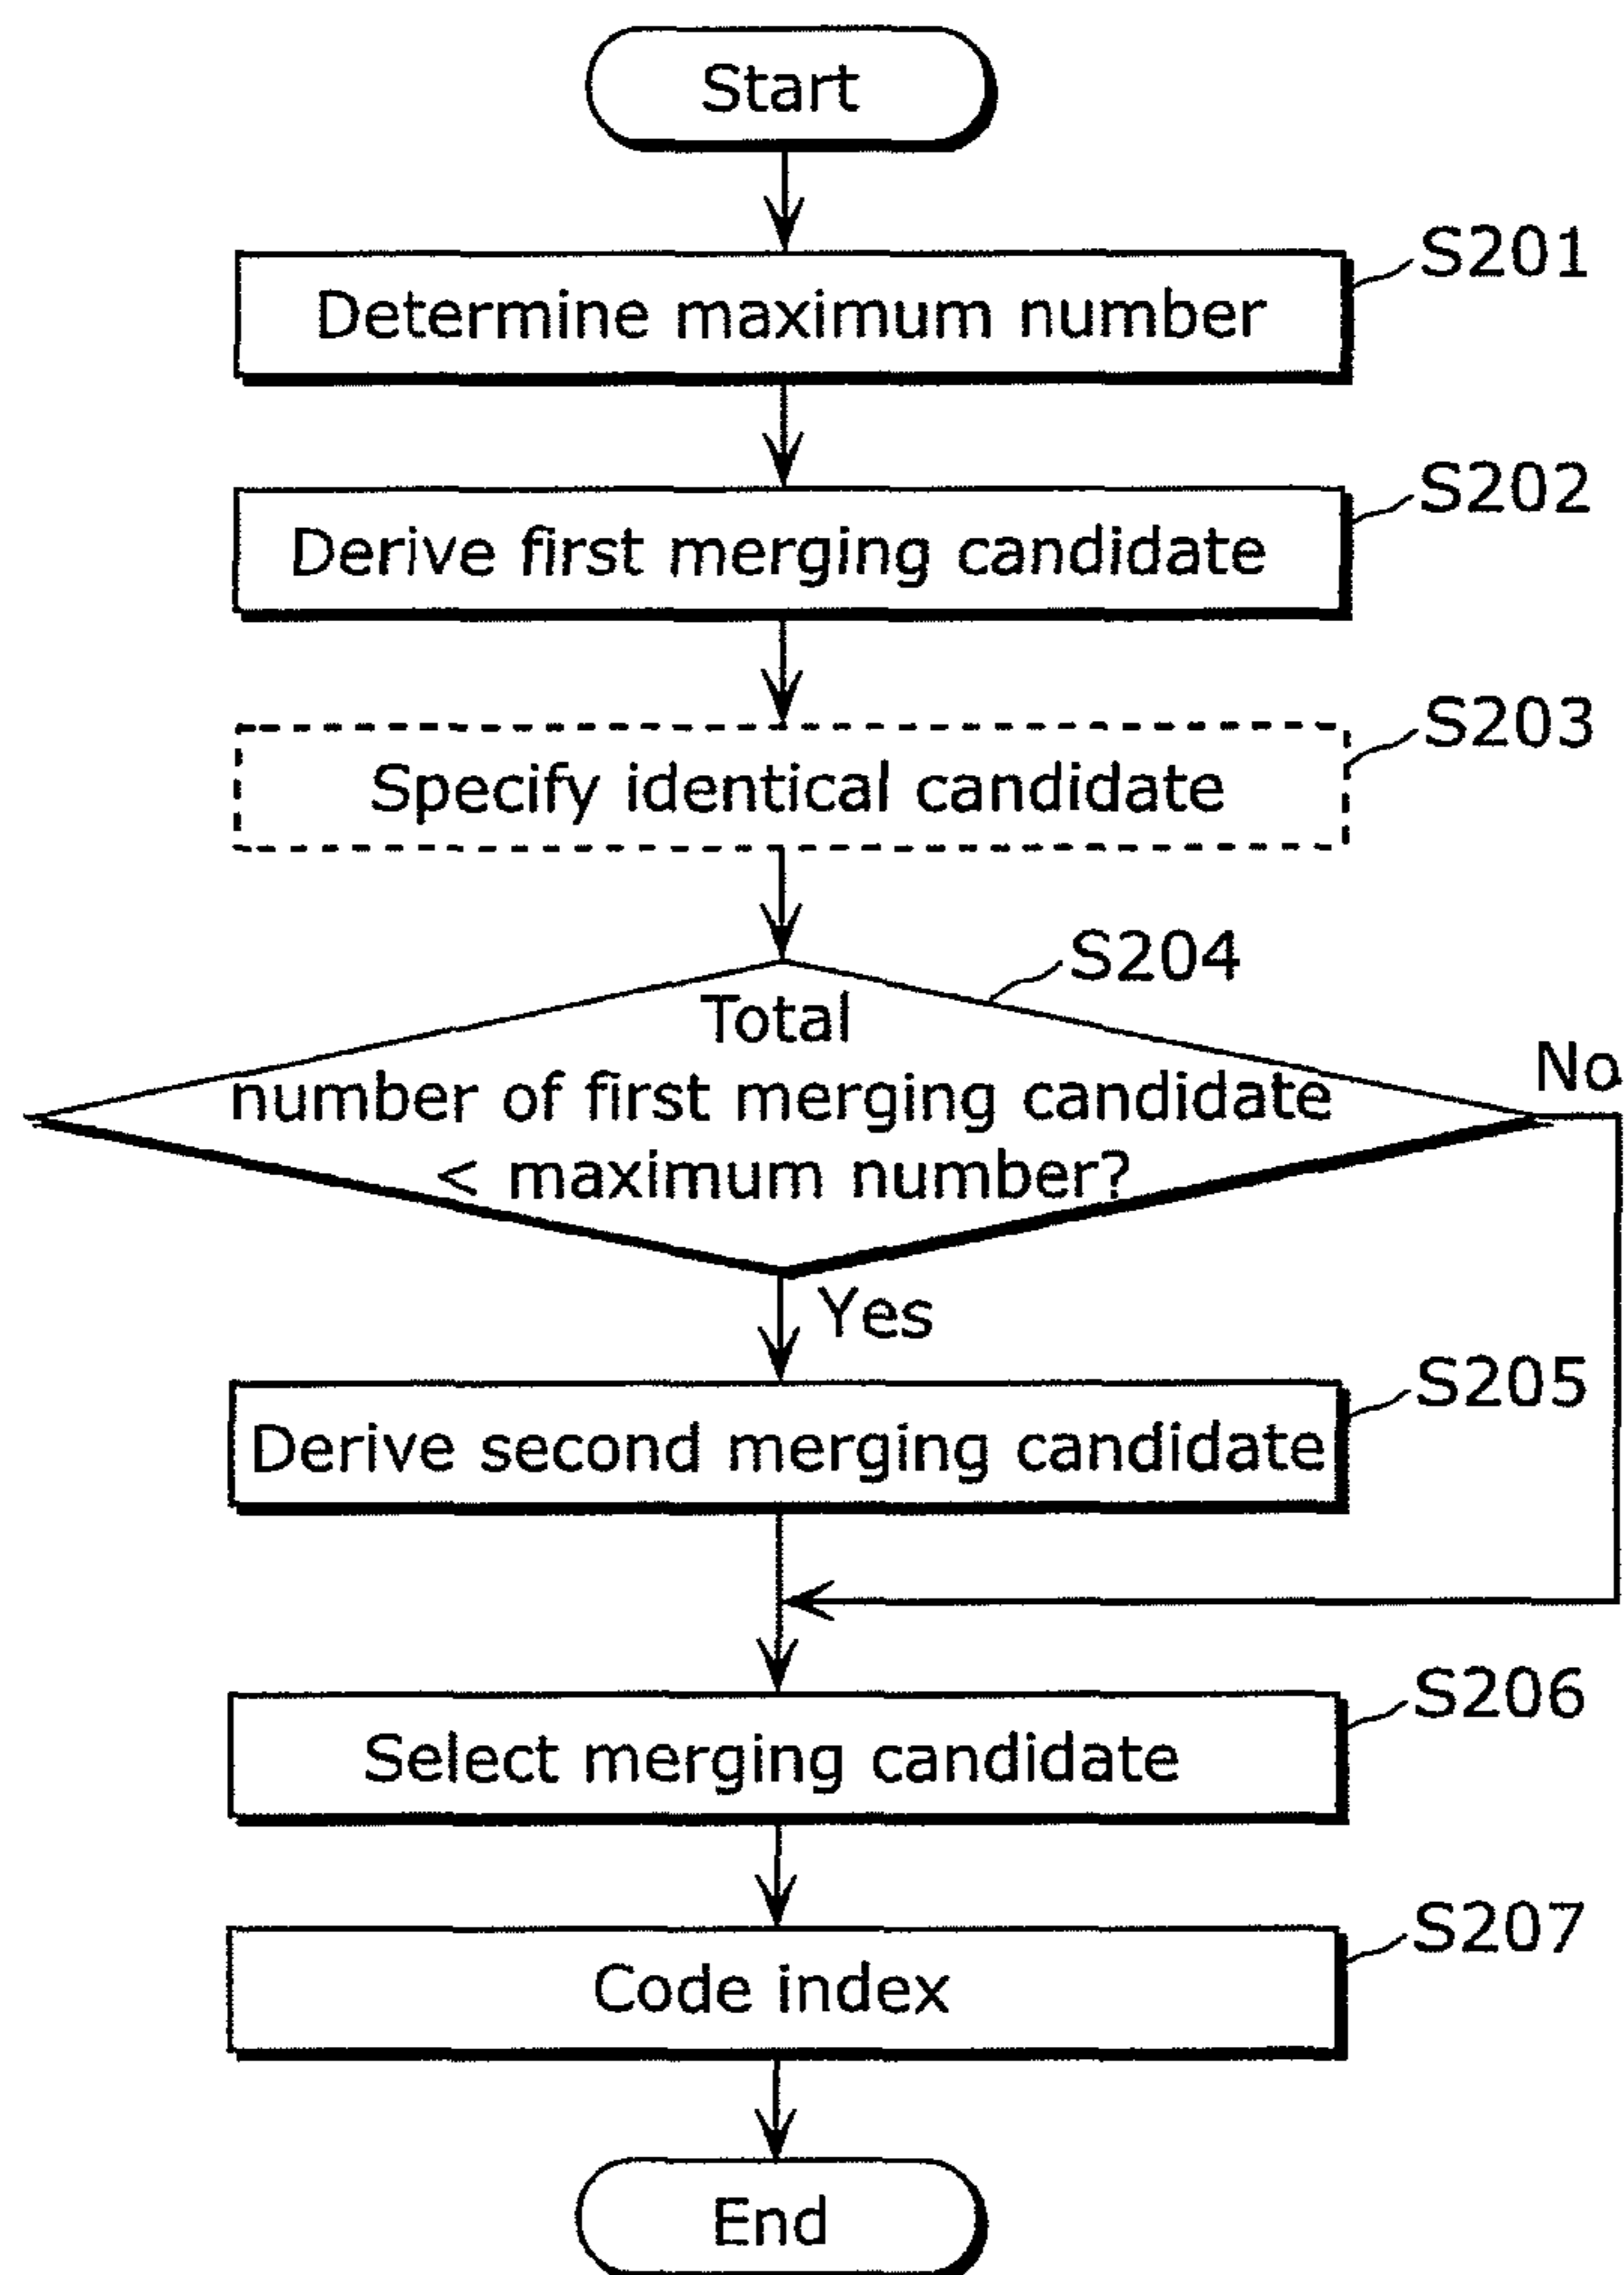 Start
S201
Determine maximum number
S202
Derive first merging candidate
S203
Specify identical candidate
S204
Total
number of first merging candidate
< maximum number?
No
Yes
S205
Derive second merging candidate
S206
Select merging candidate
S207
Code index
End